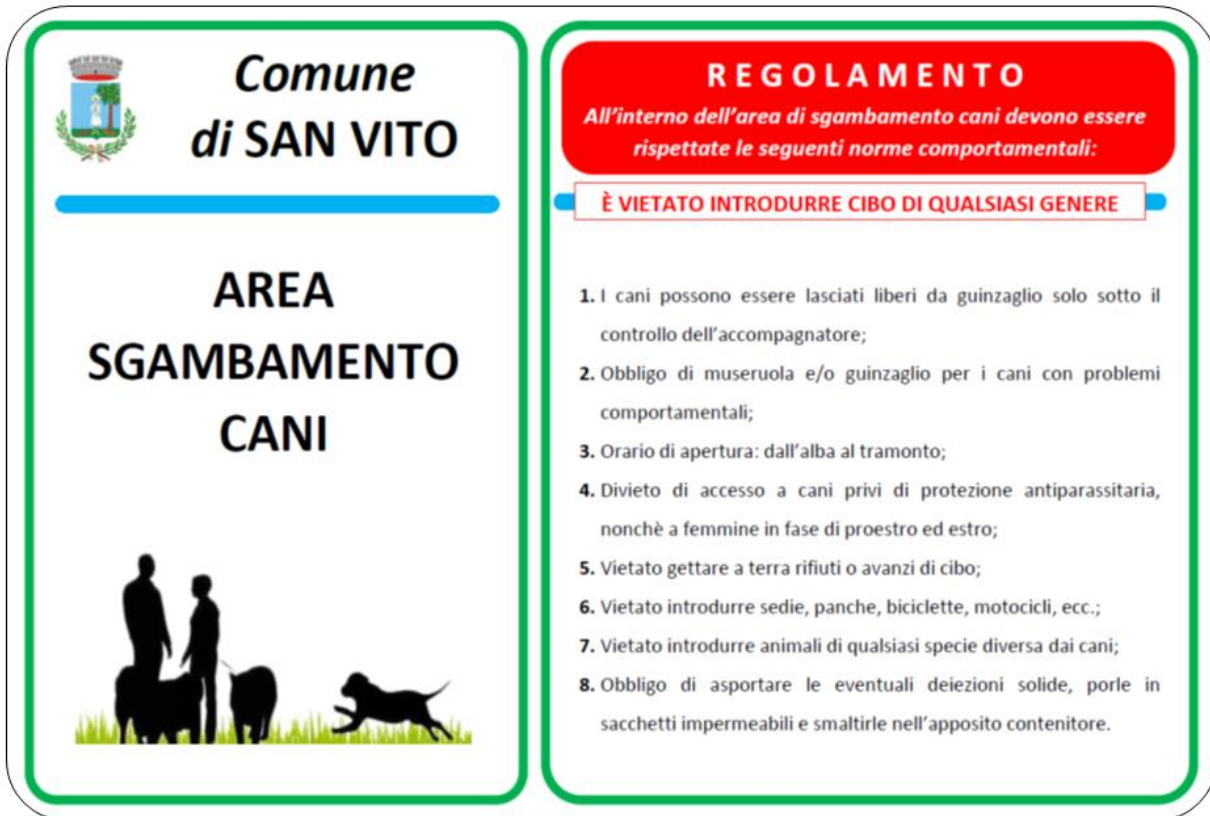 Comune
di SAN VITO
AREA
SGAMBAMENTO
CANI
REGOLAMENTO
All'interno dell'area di sgambamento cani devono essere
rispettate le seguenti norme comportamentali:
È VIETATO INTRODURRE CIBO DI QUALSIASI GENERE
1. I cani possono essere lasciati liberi da guinzaglio solo sotto il
controllo dell'accompagnatore;
2. Obbligo di museruola e/o guinzaglio per i cani con problemi
comportamentali;
3. Orario di apertura: dall'alba al tramonto;
4. Divieto di accesso a cani privi di protezione antiparassitaria,
nonchè a femmine in fase di proestro ed estro;
5. Vietato gettare a terra rifiuti o avanzi di cibo;
6. Vietato introdurre sedie, panche, biciclette, motocicli, ecc.;
7. Vietato introdurre animali di qualsiasi specie diversa dai cani;
8. Obbligo di asportare le eventuali deiezioni solide, porle in
sacchetti impermeabili e smaltirle nell'apposito contenitore.